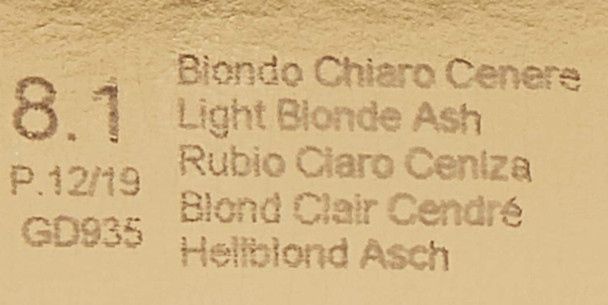 8.1
P.12/19
GD935
Biondo Chiaro Cenere
Light Blonde Ash
Rubio Claro Ceniza
Blond Clair Cendré
Hellblond Asch